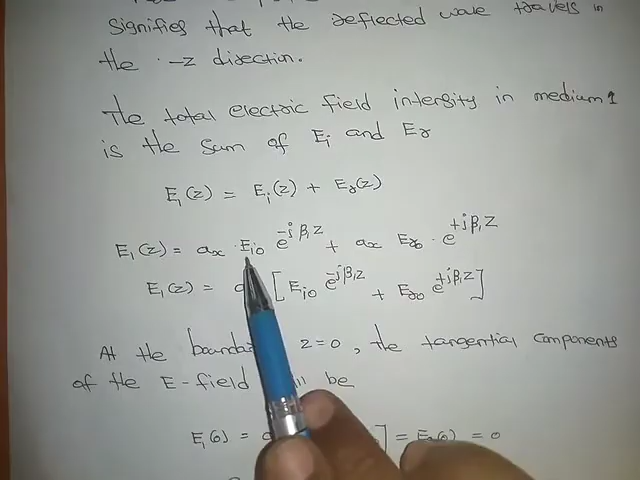 signifies that the reflected wave travels in
the -z direction.
The total electric field intensity in medium 1
is the sum of Ei and Er
E1(z) = Ei(z) + Er(z)
E1(z) = ax · Ei0 e^-jβ1z + ax Er0 · e^+jβ1z
E1(z) = [Ei0 e^-jβ1z + Er0 e^+jβ1z]
At the z=0, the tangential components
of the E-field be
E1(0) = ] = E2(0) = 0